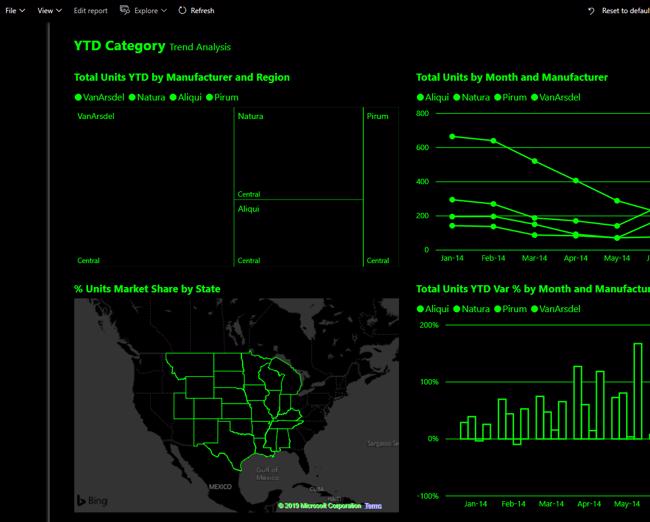 File View Edit report Explore Refresh Reset to defaul
YTD Category Trend Analysis
Total Units YTD by Manufacturer and Region
VanArsdel Natura Aliqui Pirum
VanArsdel
Central
Natura
Central
Aliqui
Central
Pirum
Central
Total Units by Month and Manufacturer
Aliqui Natura Pirum VanArsdel
800
600
400
200
0
Jan-14 Feb-14 Mar-14 Apr-14 May-14
% Units Market Share by State
Sargasso Se
Gulf of
Mexico
MEXICO
CUBA
HAITI
Bing
© 2019 Microsoft Corporation Terms
Total Units YTD Var % by Month and Manufactur
Aliqui Natura Pirum VanArsdel
200%
100%
0%
-100%
Jan-14 Feb-14 Mar-14 Apr-14 May-14